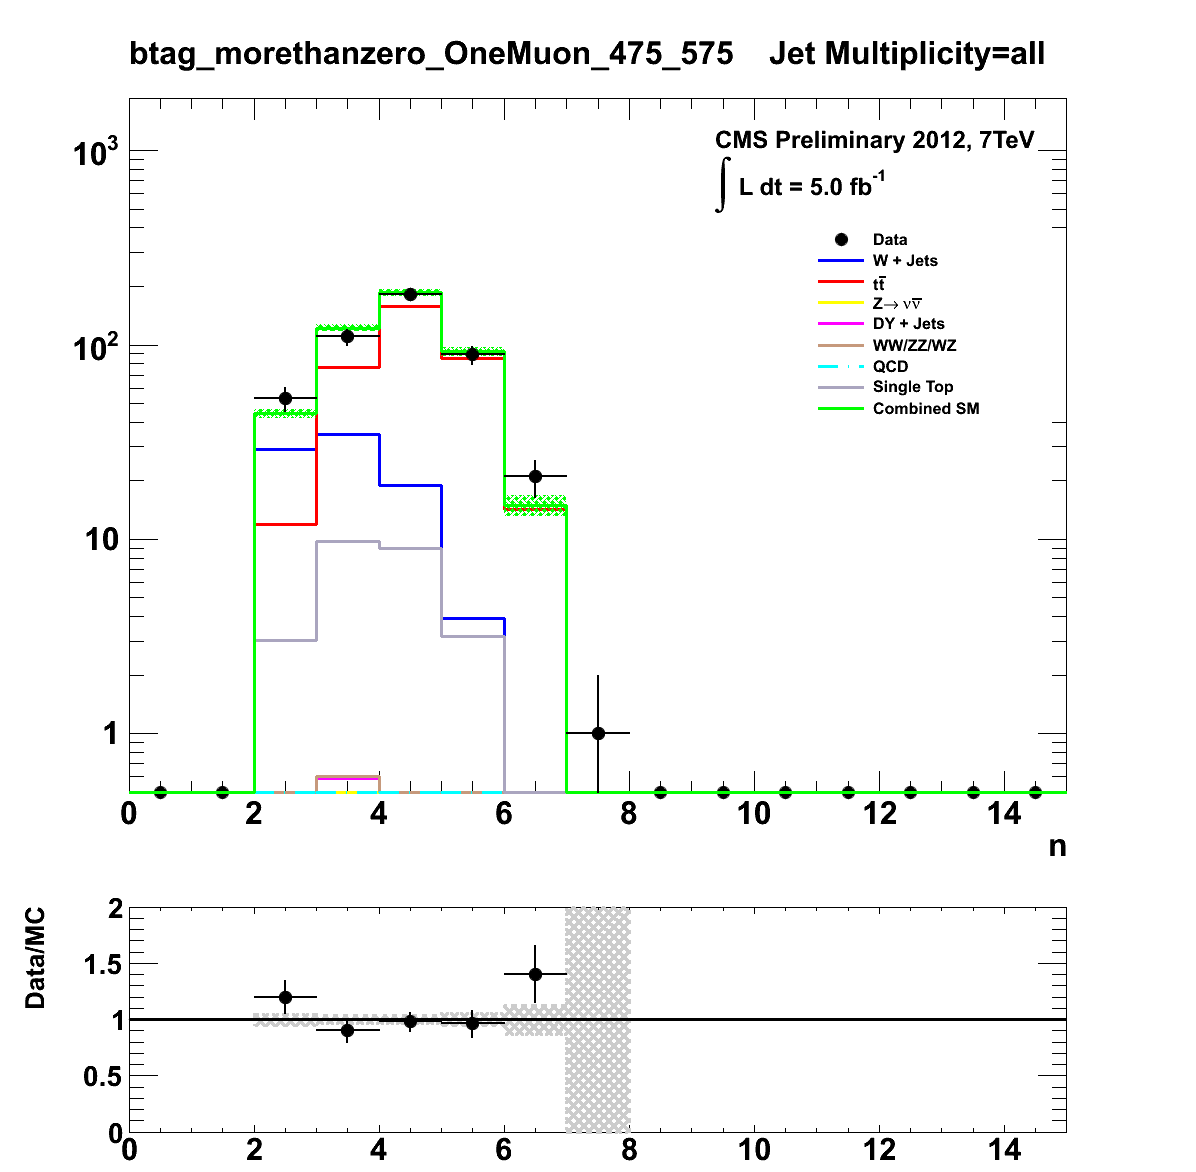 btag_morethanzero_OneMuon_475_575 Jet Multiplicity=all
CMS Preliminary 2012, 7TeV
∫ L dt = 5.0 fb⁻¹
Data
W + Jets
tt̅
Z→ νν̅
DY + Jets
WW/ZZ/WZ
QCD
Single Top
Combined SM
10³
10²
10
1
0 2 4 6 8 10 12 14
n
Data/MC
2
1.5
1
0.5
0
0 2 4 6 8 10 12 14